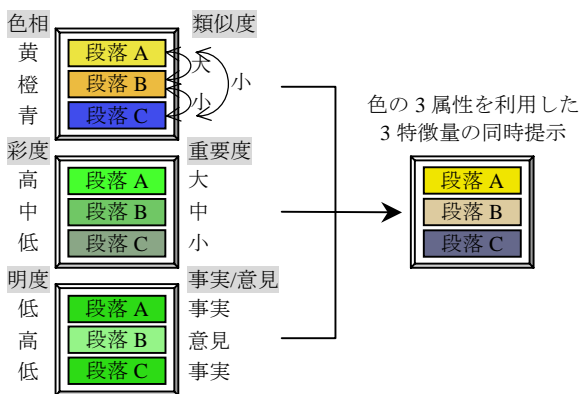 色相 類似度
黄 段落 A 大
橙 段落 B 小
青 段落 C 小
彩度 重要度
高 段落 A 大
中 段落 B 中
低 段落 C 小
明度 事実/意見
低 段落 A 事実
高 段落 B 意見
低 段落 C 事実
色の 3 属性を利用した
3 特徴量の同時提示
段落 A
段落 B
段落 C